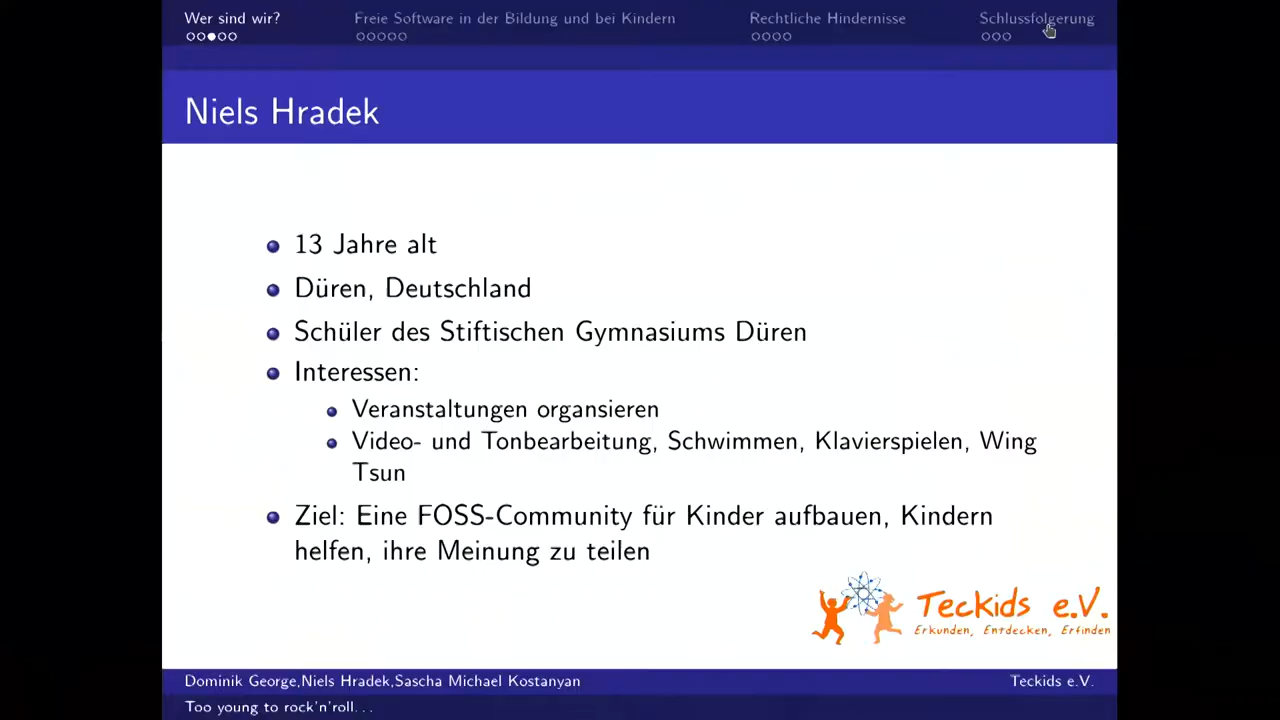 Wer sind wir?
Freie Software in der Bildung und bei Kindern
Rechtliche Hindernisse
Schlussfolgerung
Niels Hradek
13 Jahre alt
Düren, Deutschland
Schüler des Stiftischen Gymnasiums Düren
Interessen:
Veranstaltungen organsieren
Video- und Tonbearbeitung, Schwimmen, Klavierspielen, Wing
Tsun
Ziel: Eine FOSS-Community für Kinder aufbauen, Kindern
helfen, ihre Meinung zu teilen
Teckids e.V.
Erkunden, Entdecken, Erfinden
Dominik George,Niels Hradek,Sascha Michael Kostanyan
Teckids e.V.
Too young to rock'n'roll...